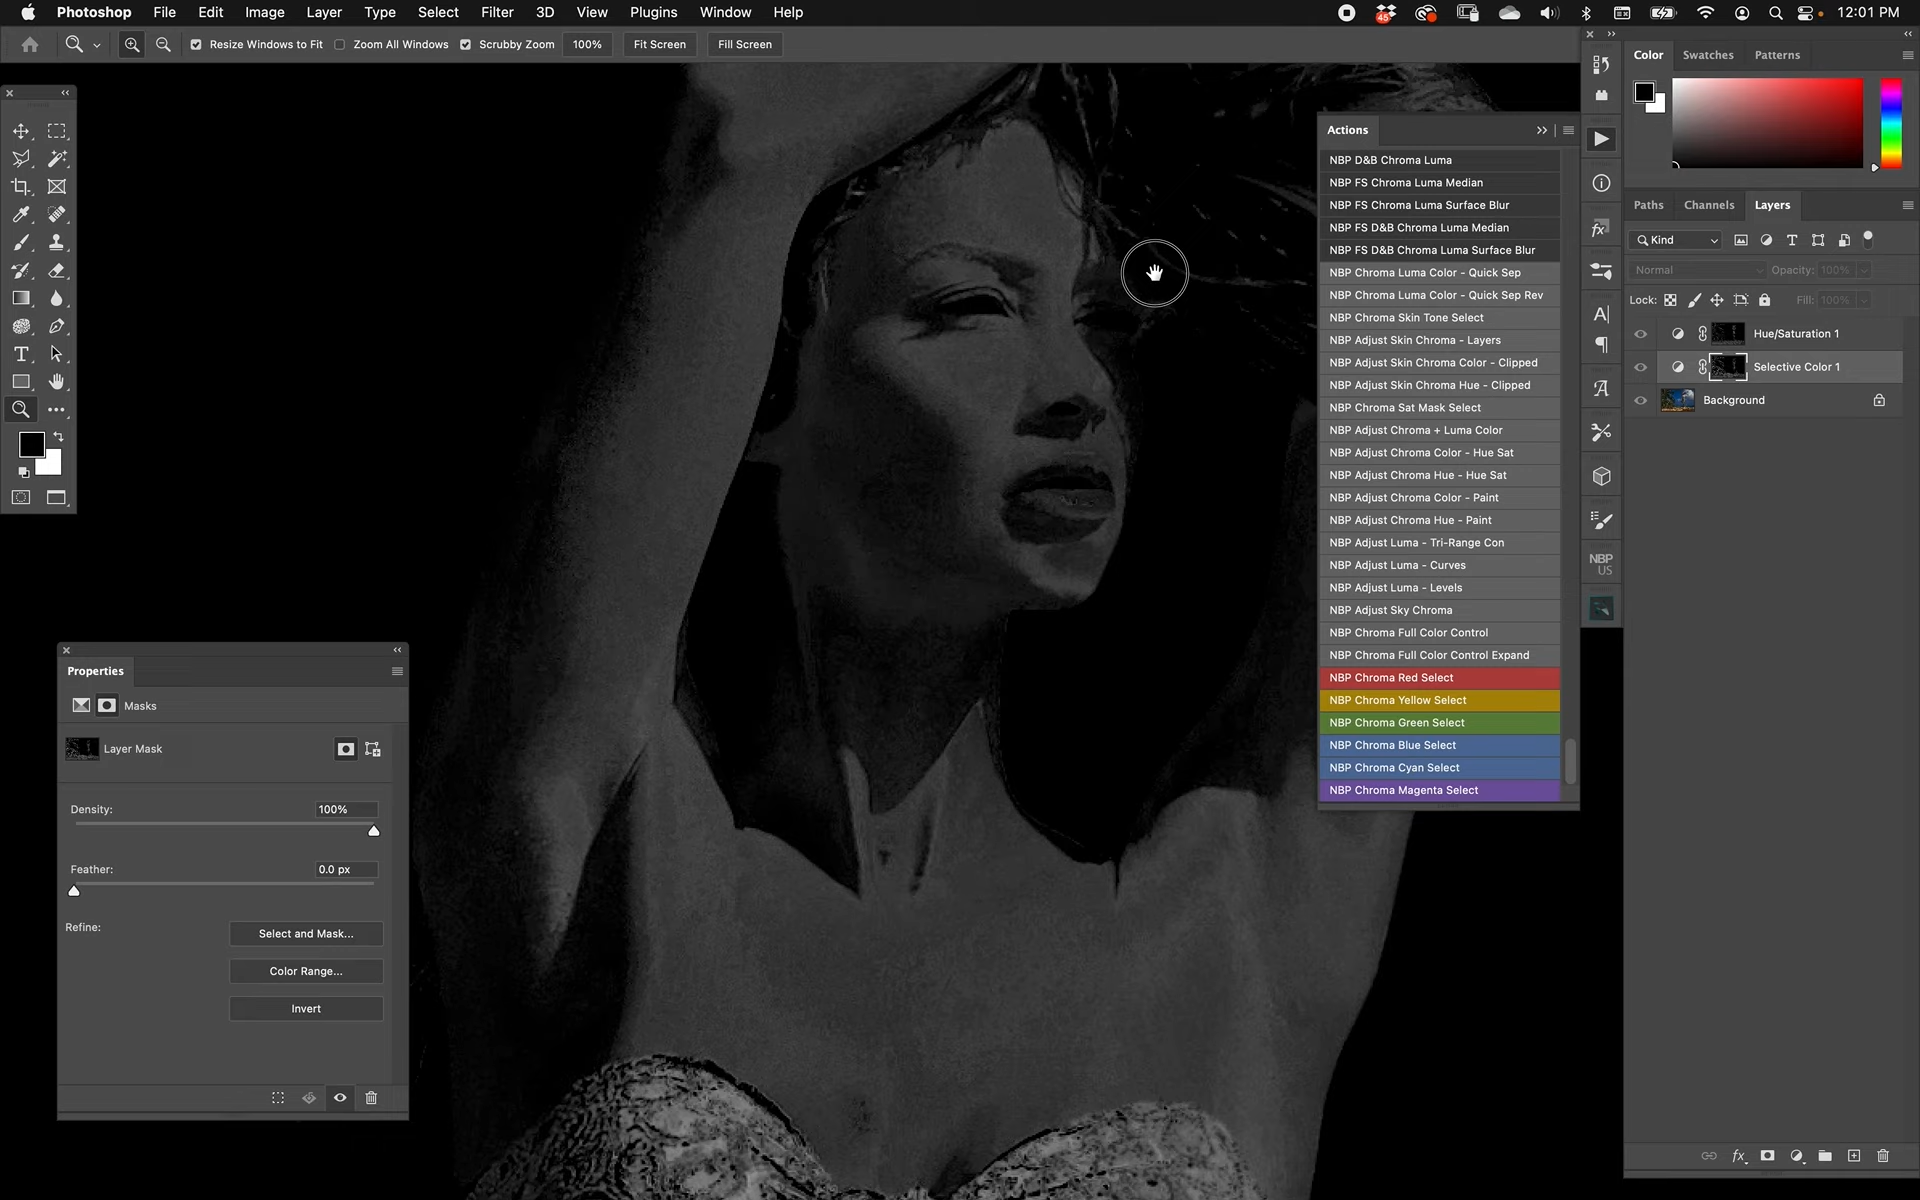 Photoshop File Edit Image Layer Type Select Filter 3D View Plugins Window Help 45 12:01 PM
Resize Windows to Fit Zoom All Windows Scrubby Zoom 100% Fit Screen Fill Screen
Color Swatches Patterns
Actions
NBP D&B Chroma Luma
NBP FS Chroma Luma Median
NBP FS Chroma Luma Surface Blur
NBP FS D&B Chroma Luma Median
NBP FS D&B Chroma Luma Surface Blur
NBP Chroma Luma Color - Quick Sep
NBP Chroma Luma Color - Quick Sep Rev
NBP Chroma Skin Tone Select
NBP Adjust Skin Chroma - Layers
NBP Adjust Skin Chroma Color - Clipped
NBP Adjust Skin Chroma Hue - Clipped
NBP Chroma Sat Mask Select
NBP Adjust Chroma + Luma Color
NBP Adjust Chroma Color - Hue Sat
NBP Adjust Chroma Hue - Hue Sat
NBP Adjust Chroma Color - Paint
NBP Adjust Chroma Hue - Paint
NBP Adjust Luma - Tri-Range Con
NBP Adjust Luma - Curves
NBP Adjust Luma - Levels
NBP Adjust Sky Chroma
NBP Chroma Full Color Control
NBP Chroma Full Color Control Expand
NBP Chroma Red Select
NBP Chroma Yellow Select
NBP Chroma Green Select
NBP Chroma Blue Select
NBP Chroma Cyan Select
NBP Chroma Magenta Select
NBP
US
Paths Channels Layers
Kind
Normal Opacity: 100%
Lock: Fill: 100%
Hue/Saturation 1
Selective Color 1
Background
Properties
Masks
Layer Mask
Density: 100%
Feather: 0.0 px
Refine:
Select and Mask...
Color Range...
Invert